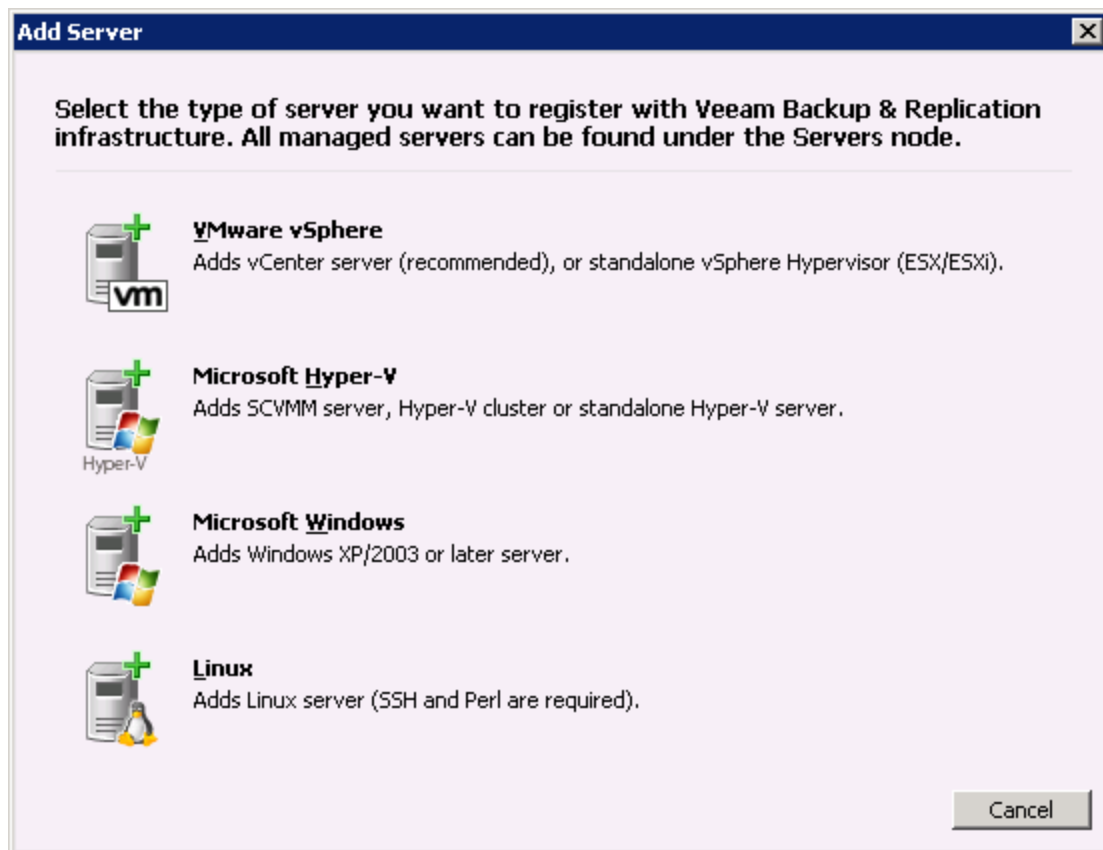 Add Server
Select the type of server you want to register with Veeam Backup & Replication
infrastructure. All managed servers can be found under the Servers node.
VMware vSphere
Adds vCenter server (recommended), or standalone vSphere Hypervisor (ESX/ESXi).
vm
Microsoft Hyper-V
Adds SCVMM server, Hyper-V cluster or standalone Hyper-V server.
Hyper-V
Microsoft Windows
Adds Windows XP/2003 or later server.
Linux
Adds Linux server (SSH and Perl are required).
Cancel